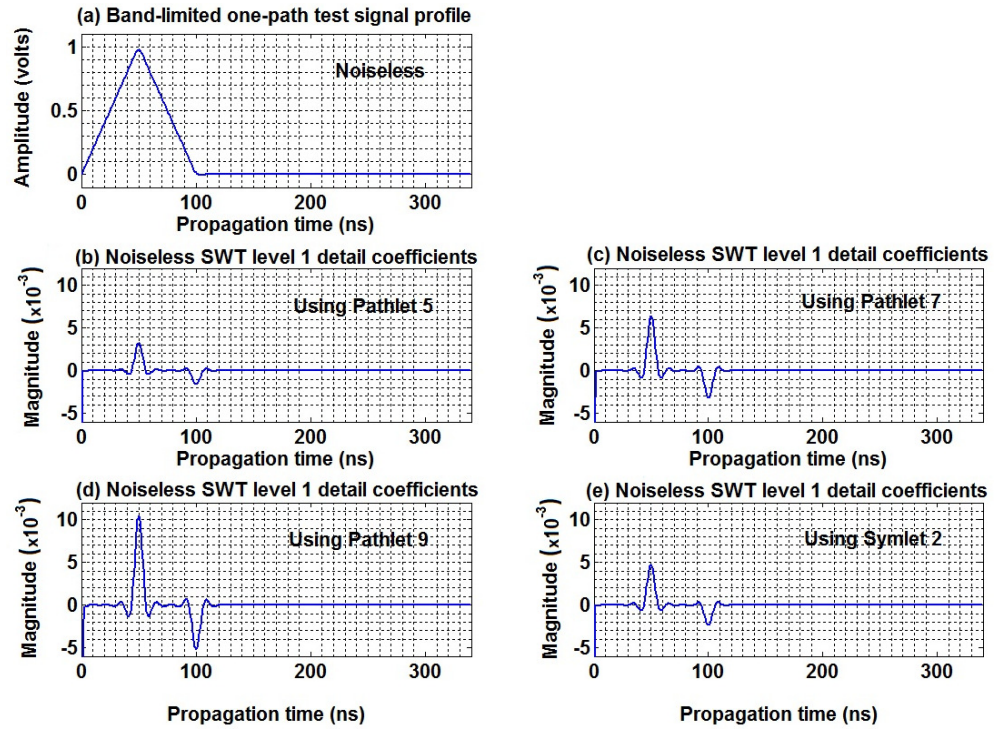 (a) Band-limited one-path test signal profile
Amplitude (volts)
1
0.5
0
Noiseless
0 100 200 300
Propagation time (ns)
(b) Noiseless SWT level 1 detail coefficients
Magnitude (x10⁻³)
10
5
0
-5
Using Pathlet 5
0 100 200 300
Propagation time (ns)
(c) Noiseless SWT level 1 detail coefficients
Magnitude (x10⁻³)
10
5
0
-5
Using Pathlet 7
0 100 200 300
Propagation time (ns)
(d) Noiseless SWT level 1 detail coefficients
Magnitude (x10⁻³)
10
5
0
-5
Using Pathlet 9
0 100 200 300
Propagation time (ns)
(e) Noiseless SWT level 1 detail coefficients
Magnitude (x10⁻³)
10
5
0
-5
Using Symlet 2
0 100 200 300
Propagation time (ns)